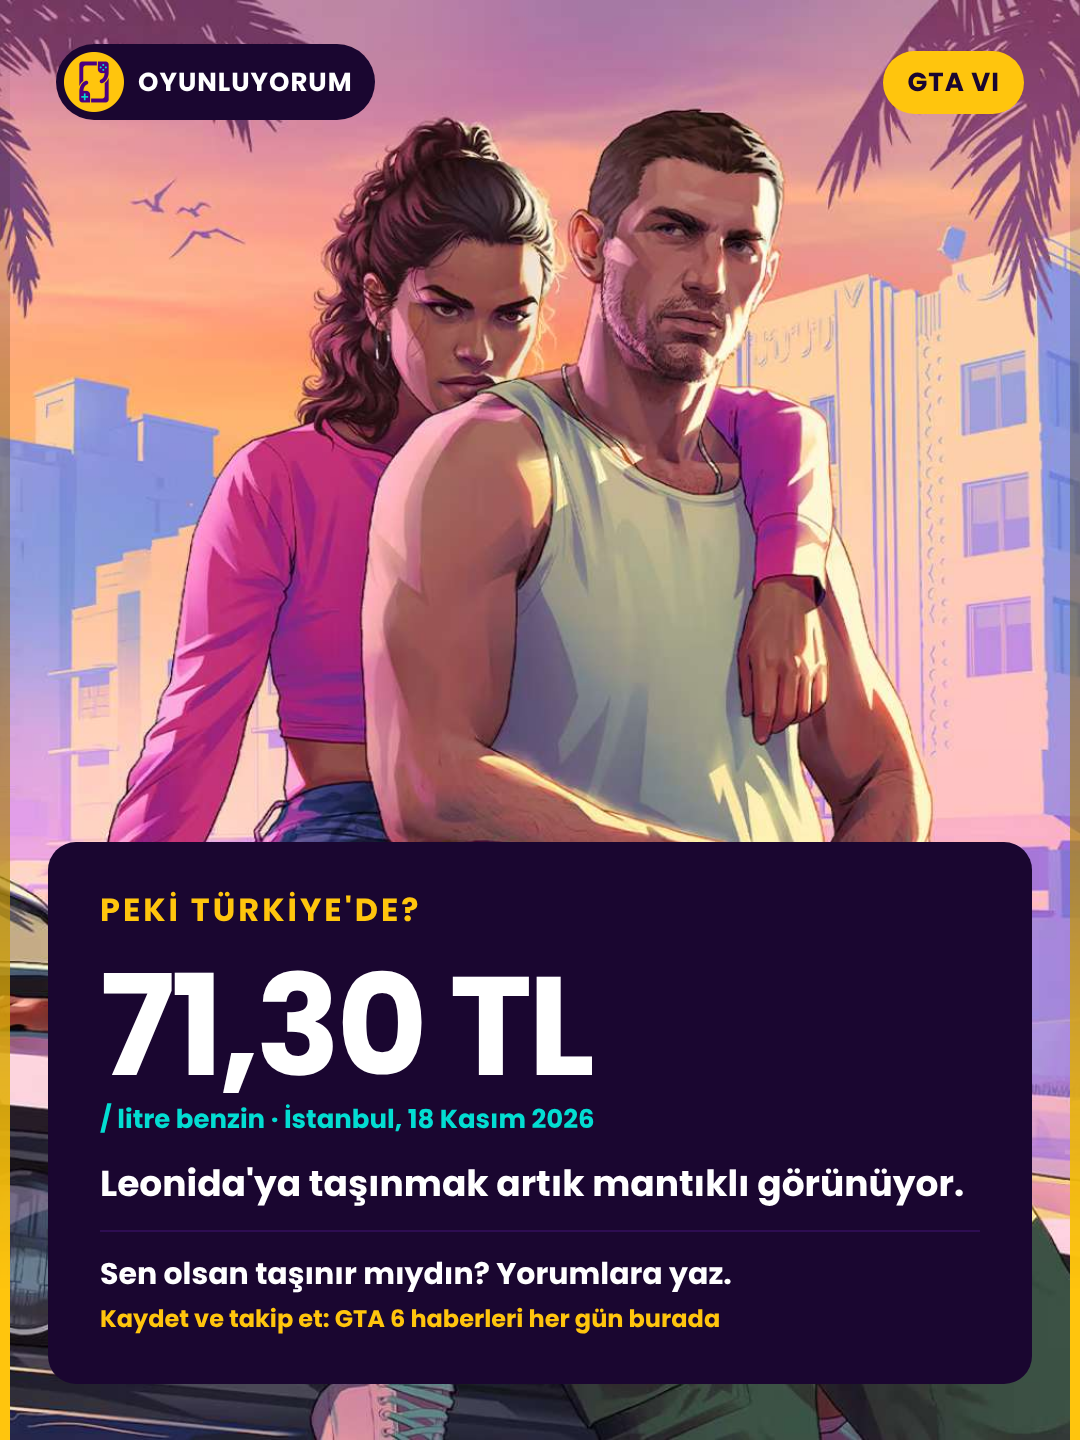 OYUNLUYORUM
GTA VI
PEKİ TÜRKİYE'DE?
71,30 TL
/ litre benzin · İstanbul, 18 Kasım 2026
Leonida'ya taşınmak artık mantıklı görünüyor.
Sen olsan taşınır mıydın? Yorumlara yaz.
Kaydet ve takip et: GTA 6 haberleri her gün burada